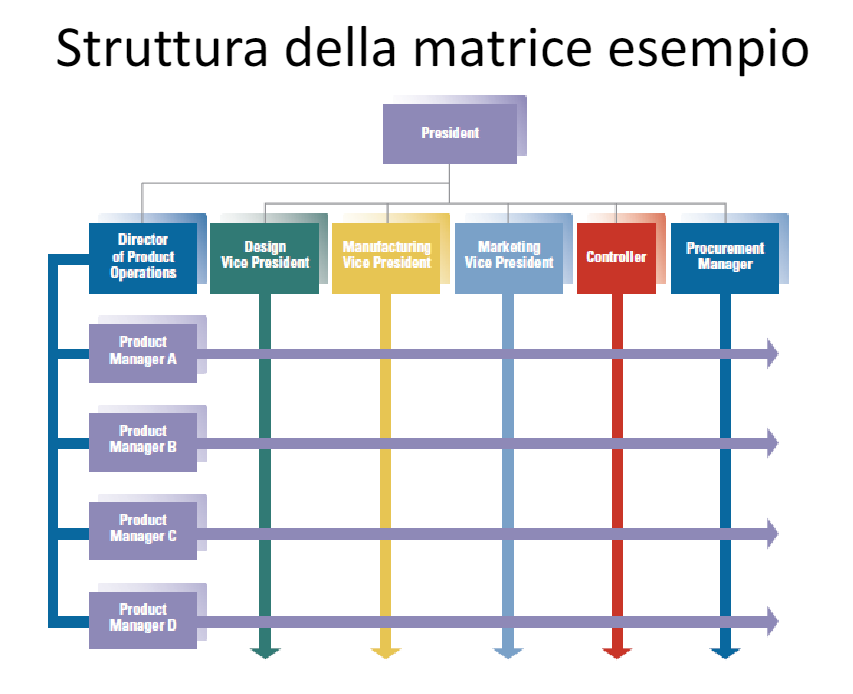 Struttura della matrice esempio
President
Director
of Product
Operations
Design
Vice President
Manufacturing
Vice President
Marketing
Vice President
Controller
Procurement
Manager
Product
Manager A
Product
Manager B
Product
Manager C
Product
Manager D